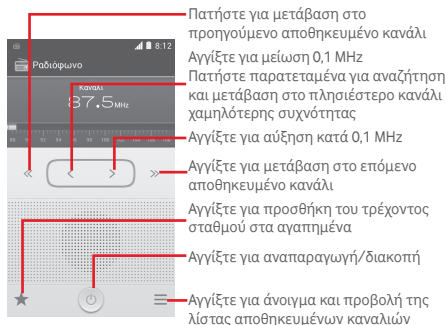 Πατήστε για μετάβαση στο
προηγούμενο αποθηκευμένο κανάλι
Αγγίξτε για μείωση 0,1 MHz
Πατήστε παρατεταμένα για αναζήτηση
και μετάβαση στο πλησιέστερο κανάλι
χαμηλότερης συχνότητας
Αγγίξτε για αύξηση κατά 0,1 MHz
Αγγίξτε για μετάβαση στο επόμενο
αποθηκευμένο κανάλι
Αγγίξτε για προσθήκη του τρέχοντος
σταθμού στα αγαπημένα
Αγγίξτε για αναπαραγωγή/διακοπή
Αγγίξτε για άνοιγμα και προβολή της
λίστας αποθηκευμένων καναλιών
8:12
Ραδιόφωνο
Κανάλι
87.5 MHz